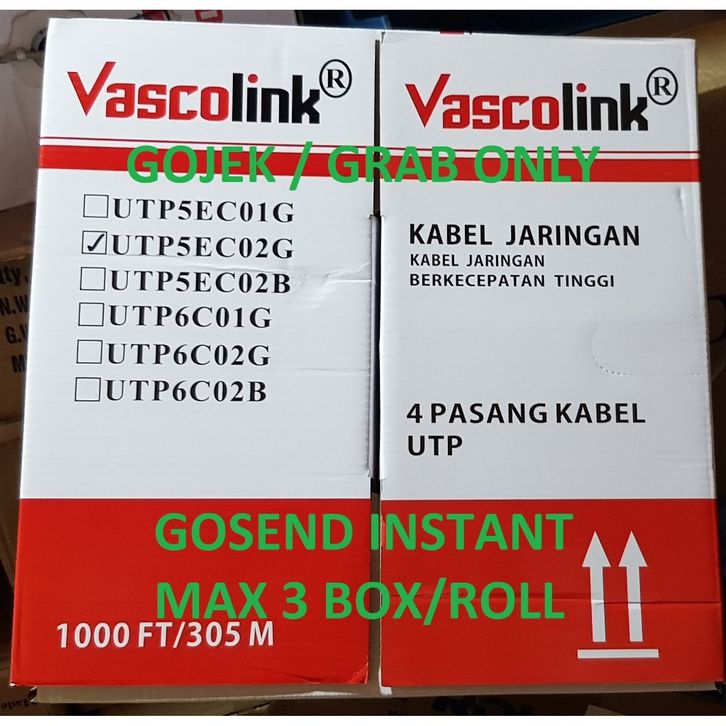 Vascolink®
Vascolink®
GOJEK / GRAB ONLY
UTP5EC01G
UTP5EC02G
UTP5EC02B
UTP6C01G
UTP6C02G
UTP6C02B
KABEL JARINGAN
KABEL JARINGAN
BERKECEPATAN TINGGI
4 PASANG KABEL
UTP
GOSEND INSTANT
MAX 3 BOX/ROLL
1000 FT/305 M